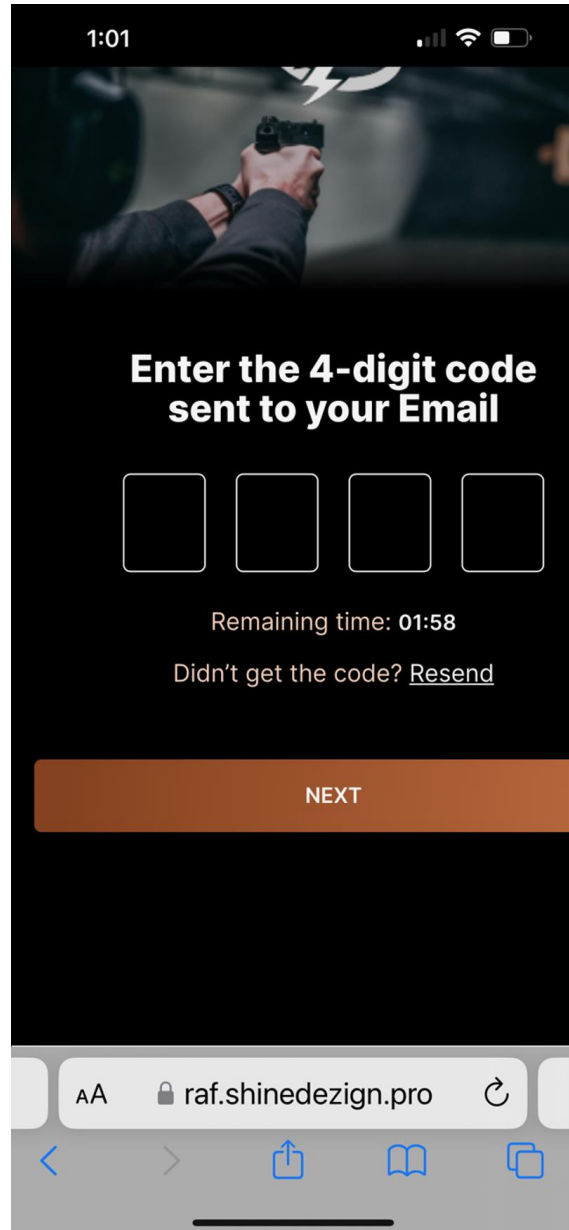 1:01
Enter the 4-digit code
sent to your Email
Remaining time: 01:58
Didn’t get the code? Resend
NEXT
AA
raf.shinedezign.pro